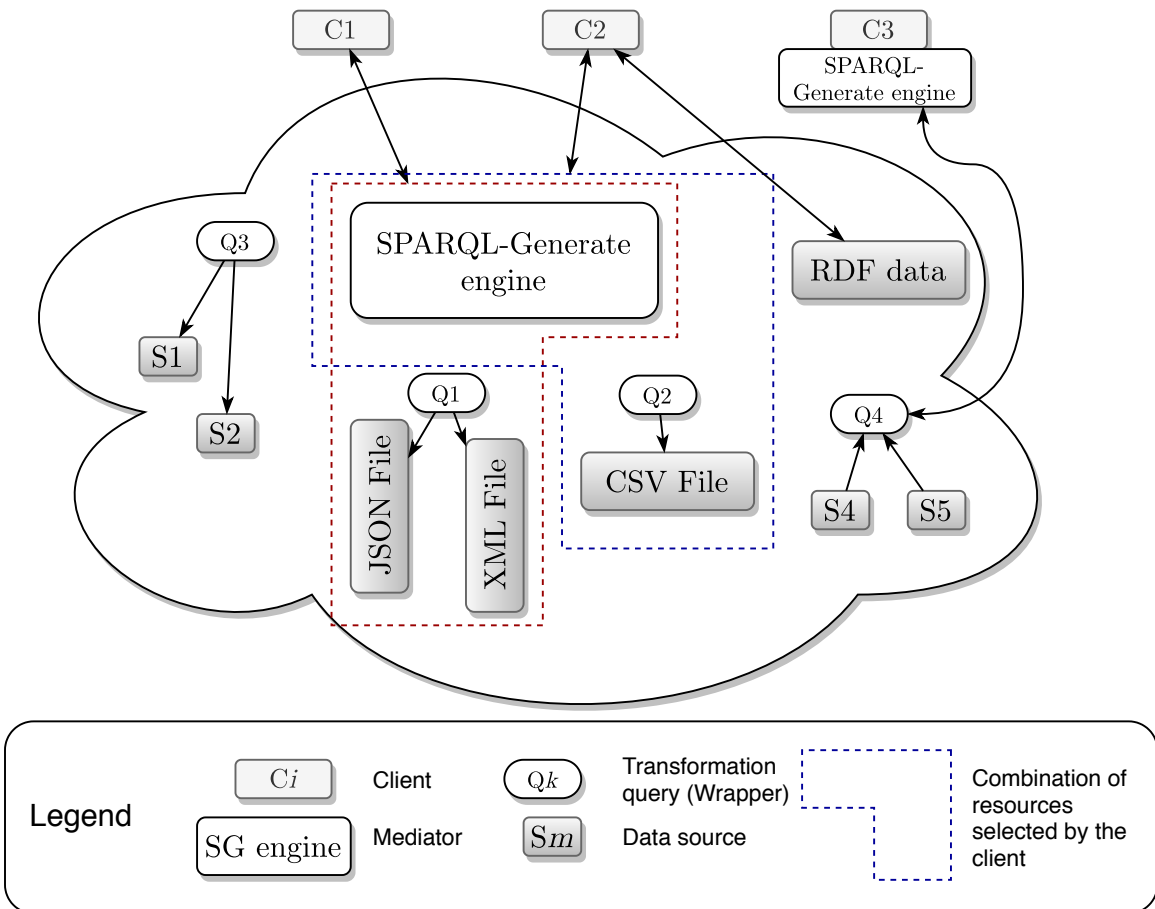 C1
C2
C3
SPARQL-
Generate engine
Q3
SPARQL-Generate
engine
RDF data
S1
S2
Q1
Q2
Q4
JSON File
XML File
CSV File
S4
S5
Legend
Ci
Client
Qk
Transformation
query (Wrapper)
SG engine
Mediator
Sm
Data source
Combination of
resources
selected by the
client